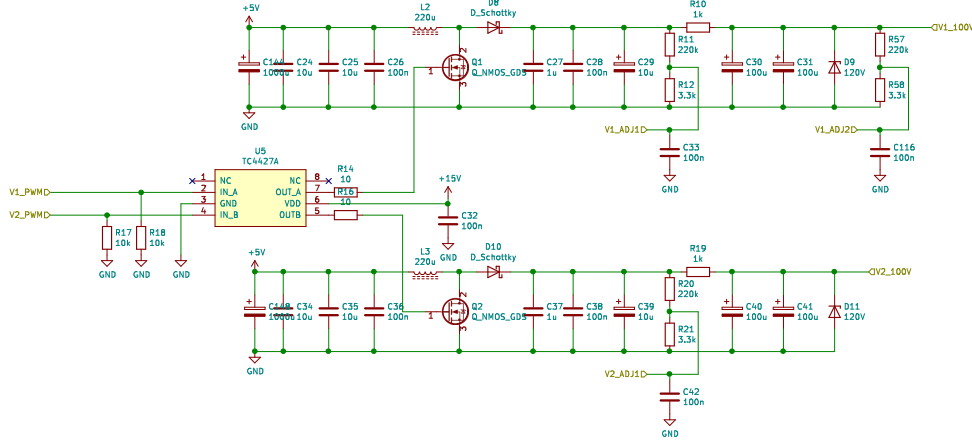 +5V
L2
220u
D8
D_Schottky
R10
1k
V1_100V
C144
1000u
C24
10u
C25
10u
C26
100n
1
2
3
Q1
Q_NMOS_GDS
C27
1u
C28
100n
C29
10u
R11
220k
R12
3.3k
C30
100u
C31
100u
D9
120V
R57
220k
R58
3.3k
GND
V1_ADJ1
C33
100n
GND
V1_ADJ2
C116
100n
GND
U5
TC4427A
V1_PWM
V2_PWM
1 NC
2 IN_A
3 GND
4 IN_B
NC 8
OUT_A 7
VDD 6
OUTB 5
R14
10
R16
10
+15V
C32
100n
GND
R17
10k
R18
10k
GND
GND
GND
+5V
L3
220u
D10
D_Schottky
R19
1k
V2_100V
C148
1000u
C34
10u
C35
10u
C36
100n
1
2
3
Q2
Q_NMOS_GDS
C37
1u
C38
100n
C39
10u
R20
220k
R21
3.3k
C40
100u
C41
100u
D11
120V
GND
V2_ADJ1
C42
100n
GND